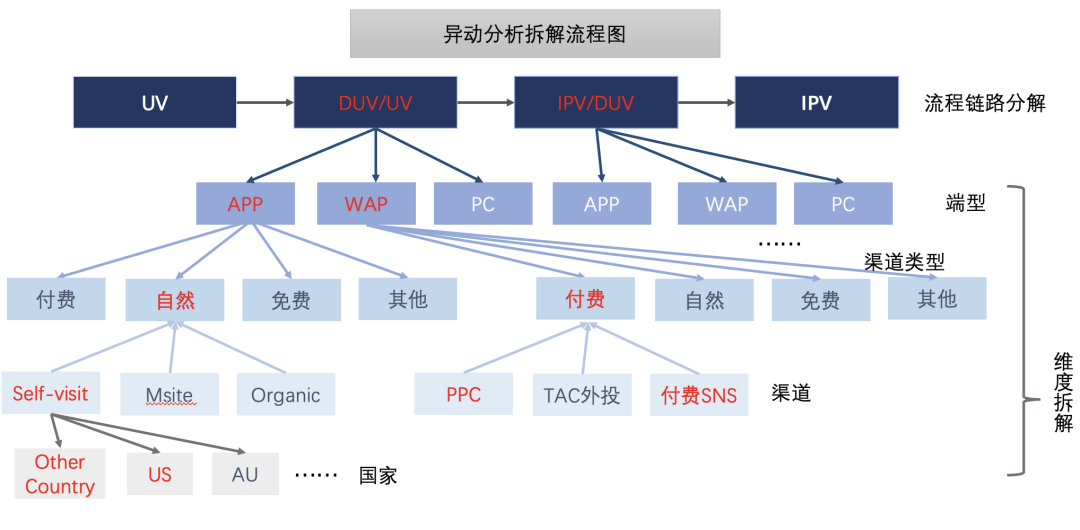 异动分析拆解流程图
UV
DUV/UV
IPV/DUV
IPV
流程链路分解
APP
WAP
PC
APP
WAP
PC
端型
……
渠道类型
付费
自然
免费
其他
付费
自然
免费
其他
Self-visit
Msite
Organic
PPC
TAC外投
付费SNS
渠道
维度拆解
Other
Country
US
AU
……
国家